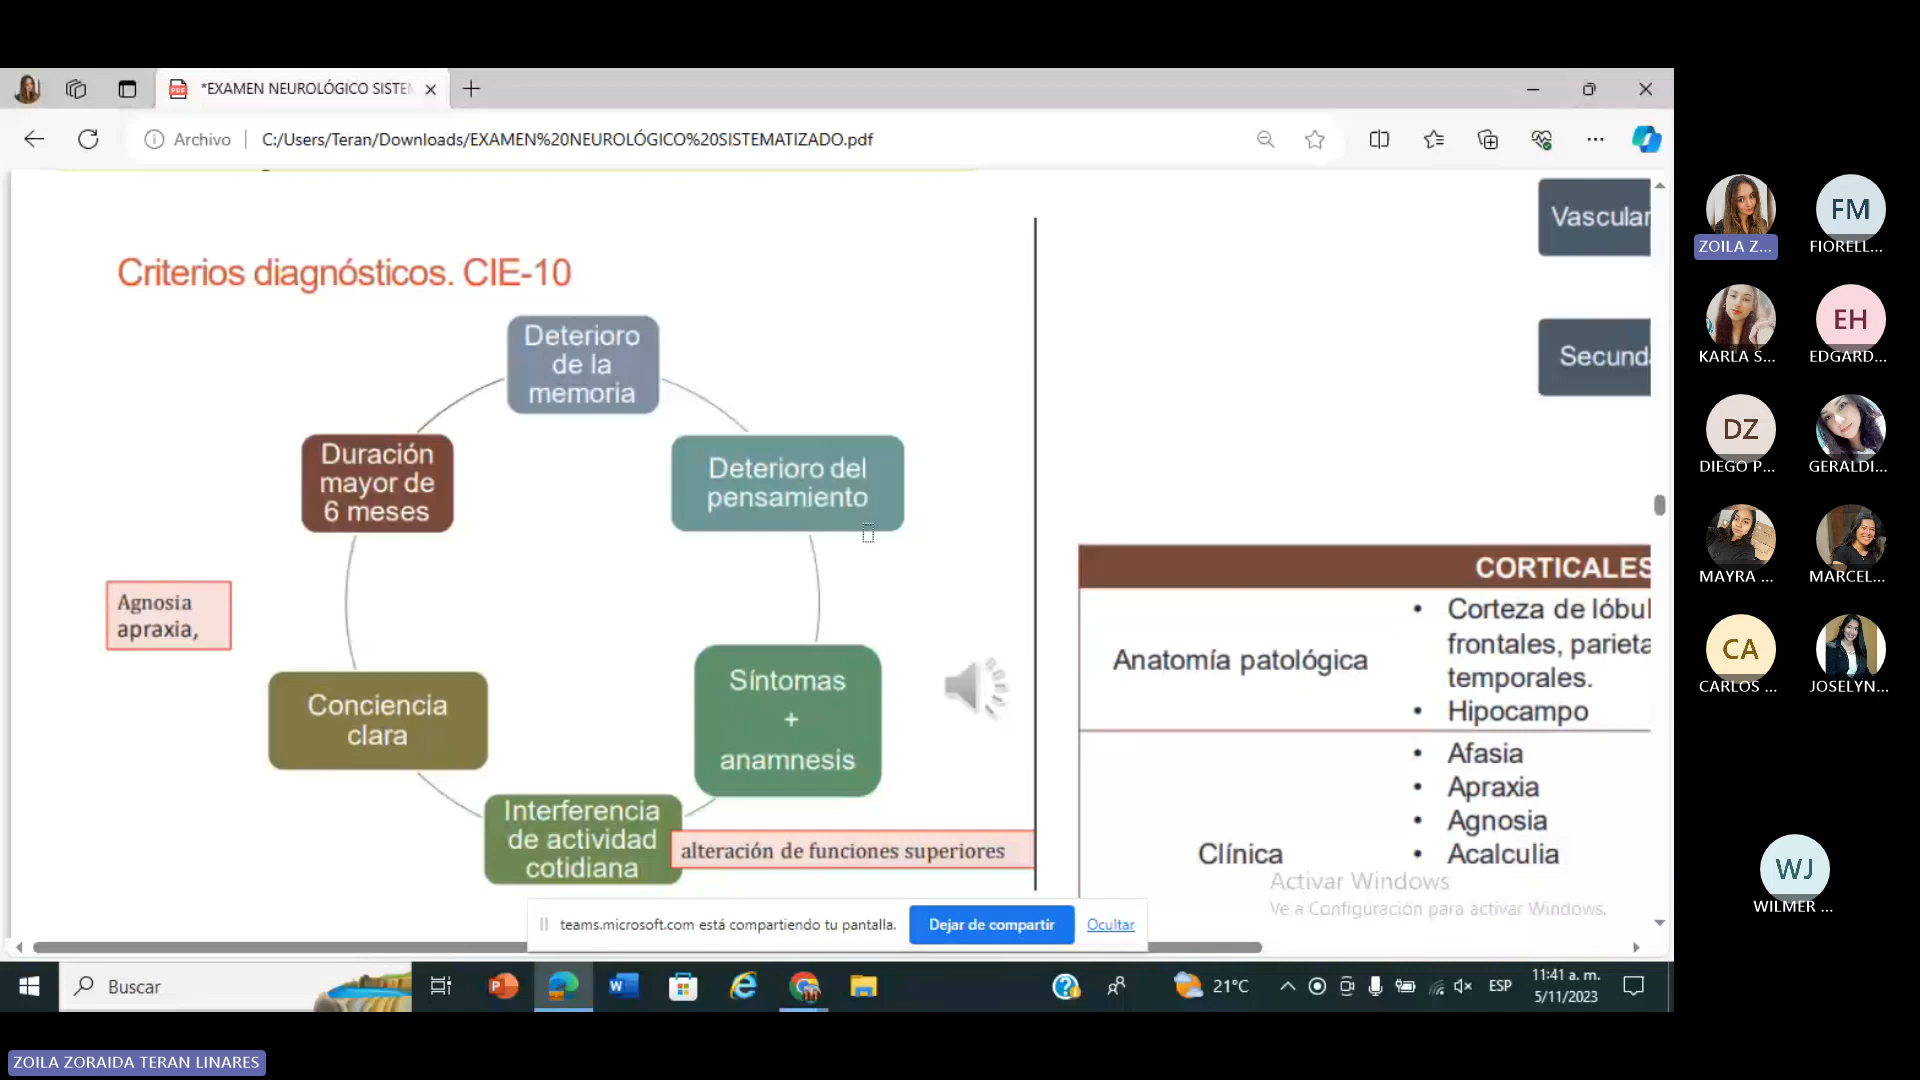 *EXAMEN NEUROLÓGICO SISTEM
Archivo
C:/Users/Teran/Downloads/EXAMEN%20NEUROLÓGICO%20SISTEMATIZADO.pdf
Criterios diagnósticos. CIE-10
Deterioro
de la
memoria
Deterioro del
pensamiento
Síntomas
+
anamnesis
Interferencia
de actividad
cotidiana
alteración de funciones superiores
Conciencia
clara
Duración
mayor de
6 meses
Agnosia
apraxia,
Vascular
Secund
CORTICALES
Anatomía patológica
• Corteza de lóbul
frontales, parieta
temporales.
• Hipocampo
Clínica
• Afasia
• Apraxia
• Agnosia
• Acalculia
Activar Windows
Ve a Configuración para activar Windows.
teams.microsoft.com está compartiendo tu pantalla.
Dejar de compartir
Ocultar
Buscar
21°C
ESP
11:41 a. m.
5/11/2023
ZOILA Z...
FM
FIORELL...
KARLA S...
EH
EDGARD...
DZ
DIEGO P...
GERALDI...
MAYRA ...
MARCEL...
CA
CARLOS ...
JOSELYN...
WJ
WILMER ...
ZOILA ZORAIDA TERAN LINARES